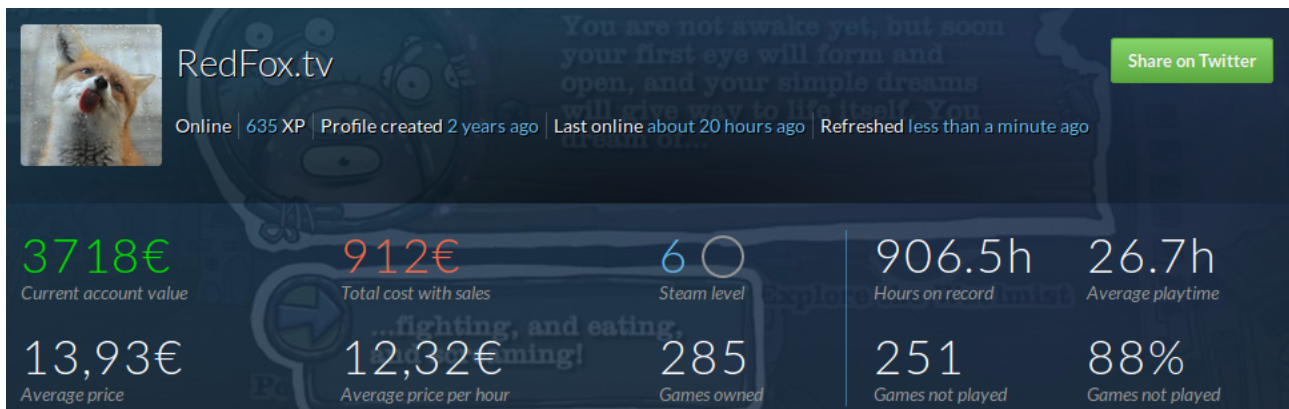 You are not awake yet, but soon
your first eye will form and
open, and your simple dreams
will give way to life itself. You
dream of...
RedFox.tv
Share on Twitter
Online | 635 XP | Profile created 2 years ago | Last online about 20 hours ago | Refreshed less than a minute ago
3718€
Current account value
912€
Total cost with sales
6
Steam level
906.5h
Hours on record
26.7h
Average playtime
...fighting, and eating,
and screaming!
13,93€
Average price
12,32€
Average price per hour
285
Games owned
251
Games not played
88%
Games not played